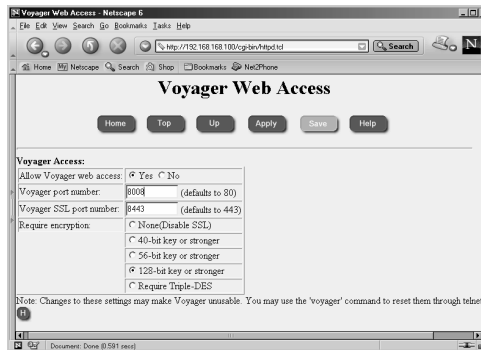 Voyager Web Access - Netscape 6
File Edit View Search Go Bookmarks Tasks Help
http://192.168.168.100/cgi-bin/httpd.tcl Search N
Home My Netscape Search Shop Bookmarks Net2Phone
Voyager Web Access
Home Top Up Apply Save Help
Voyager Access:
Allow Voyager web access: Yes No
Voyager port number: 8008 (defaults to 80)
Voyager SSL port number: 8443 (defaults to 443)
Require encryption: None(Disable SSL)
40-bit key or stronger
56-bit key or stronger
128-bit key or stronger
Require Triple-DES
Note: Changes to these settings may make Voyager unusable. You may use the 'voyager' command to reset them through telnet
H
Document: Done (0.591 secs)